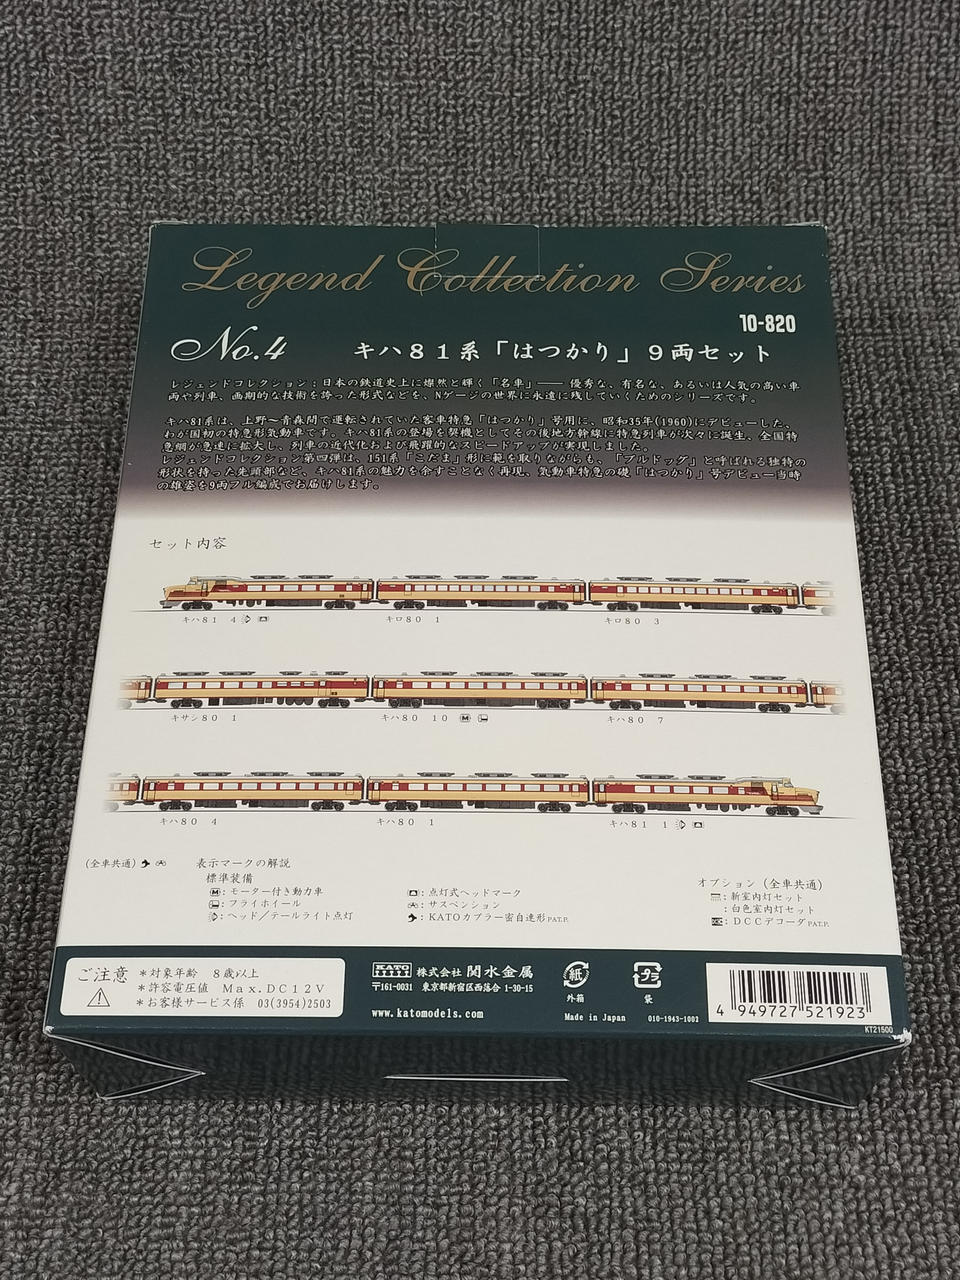 Legend Collection Series
10-820
No.4
キハ81系「はつかり」9両セット
レジェンドコレクション：日本の鉄道史上に燦然と輝く「名車」── 優秀な、有名な、あるいは人気の高い車
両や列車、画期的な技術を誇った形式などを、Nゲージの世界に永遠に残していくためのシリーズです。
キハ81系は、上野～青森間で運転されていた客車特急「はつかり」号用に、昭和35年(1960)にデビューした、
わが国初の特急形気動車です。キハ81系の登場を契機としてその後地方幹線に特急列車が次々に誕生、全国特
急網が急速に拡大し、列車の近代化および飛躍的なスピードアップが実現しました。
レジェンドコレクション第四弾は、151系「こだま」形に範を取りながらも、「ブルドッグ」と呼ばれる独特の
形状を持った先頭部など、キハ81系の魅力を余すことなく再現、気動車特急の礎「はつかり」号デビュー当時
の雄姿を9両フル編成でお届けします。
セット内容
キハ81 4
キロ80 1
キロ80 3
キサシ80 1
キハ80 10 M
キハ80 7
キハ80 4
キハ80 1
キハ81 1
(全車共通)
表示マークの解説
標準装備
M：モーター付き動力車
：フライホイール
：ヘッド／テールライト点灯
：点灯式ヘッドマーク
：サスペンション
：KATOカプラー密自連形PAT.P.
オプション（全車共通）
：新室内灯セット
：白色室内灯セット
：DCCデコーダPAT.P.
ご注意
＊対象年齢 8歳以上
＊許容電圧値 Max.DC12V
＊お客様サービス係 03(3954)2503
KATO 株式会社 関水金属
〒161-0031 東京都新宿区西落合 1-30-15
www.katomodels.com
紙
外箱
プラ
袋
Made in Japan
010-1943-1002
4 949727 521923
KT21500